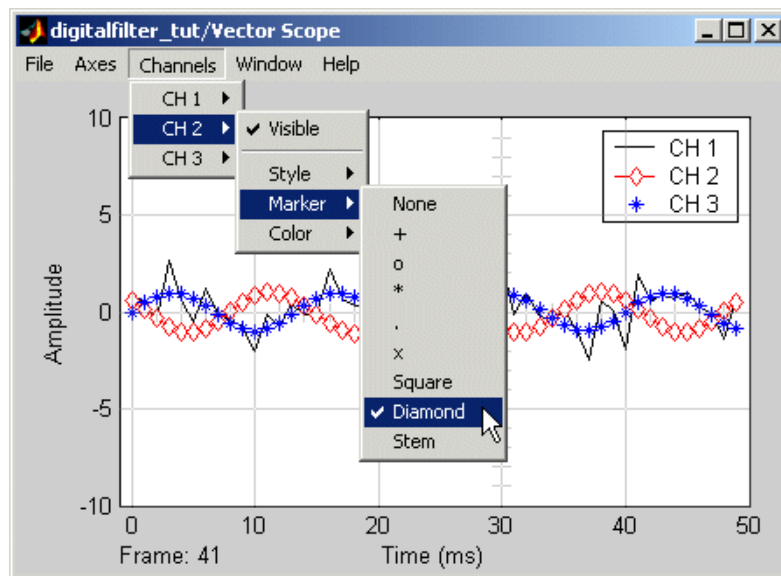 digitalfilter_tut/Vector Scope
File Axes Channels Window Help
CH 1
CH 2
CH 3
Visible
Style
Marker
Color
None
+
o
*
.
x
Square
Diamond
Stem
CH 1
CH 2
CH 3
10
5
0
-5
-10
Amplitude
0 10 20 30 40 50
Frame: 41 Time (ms)